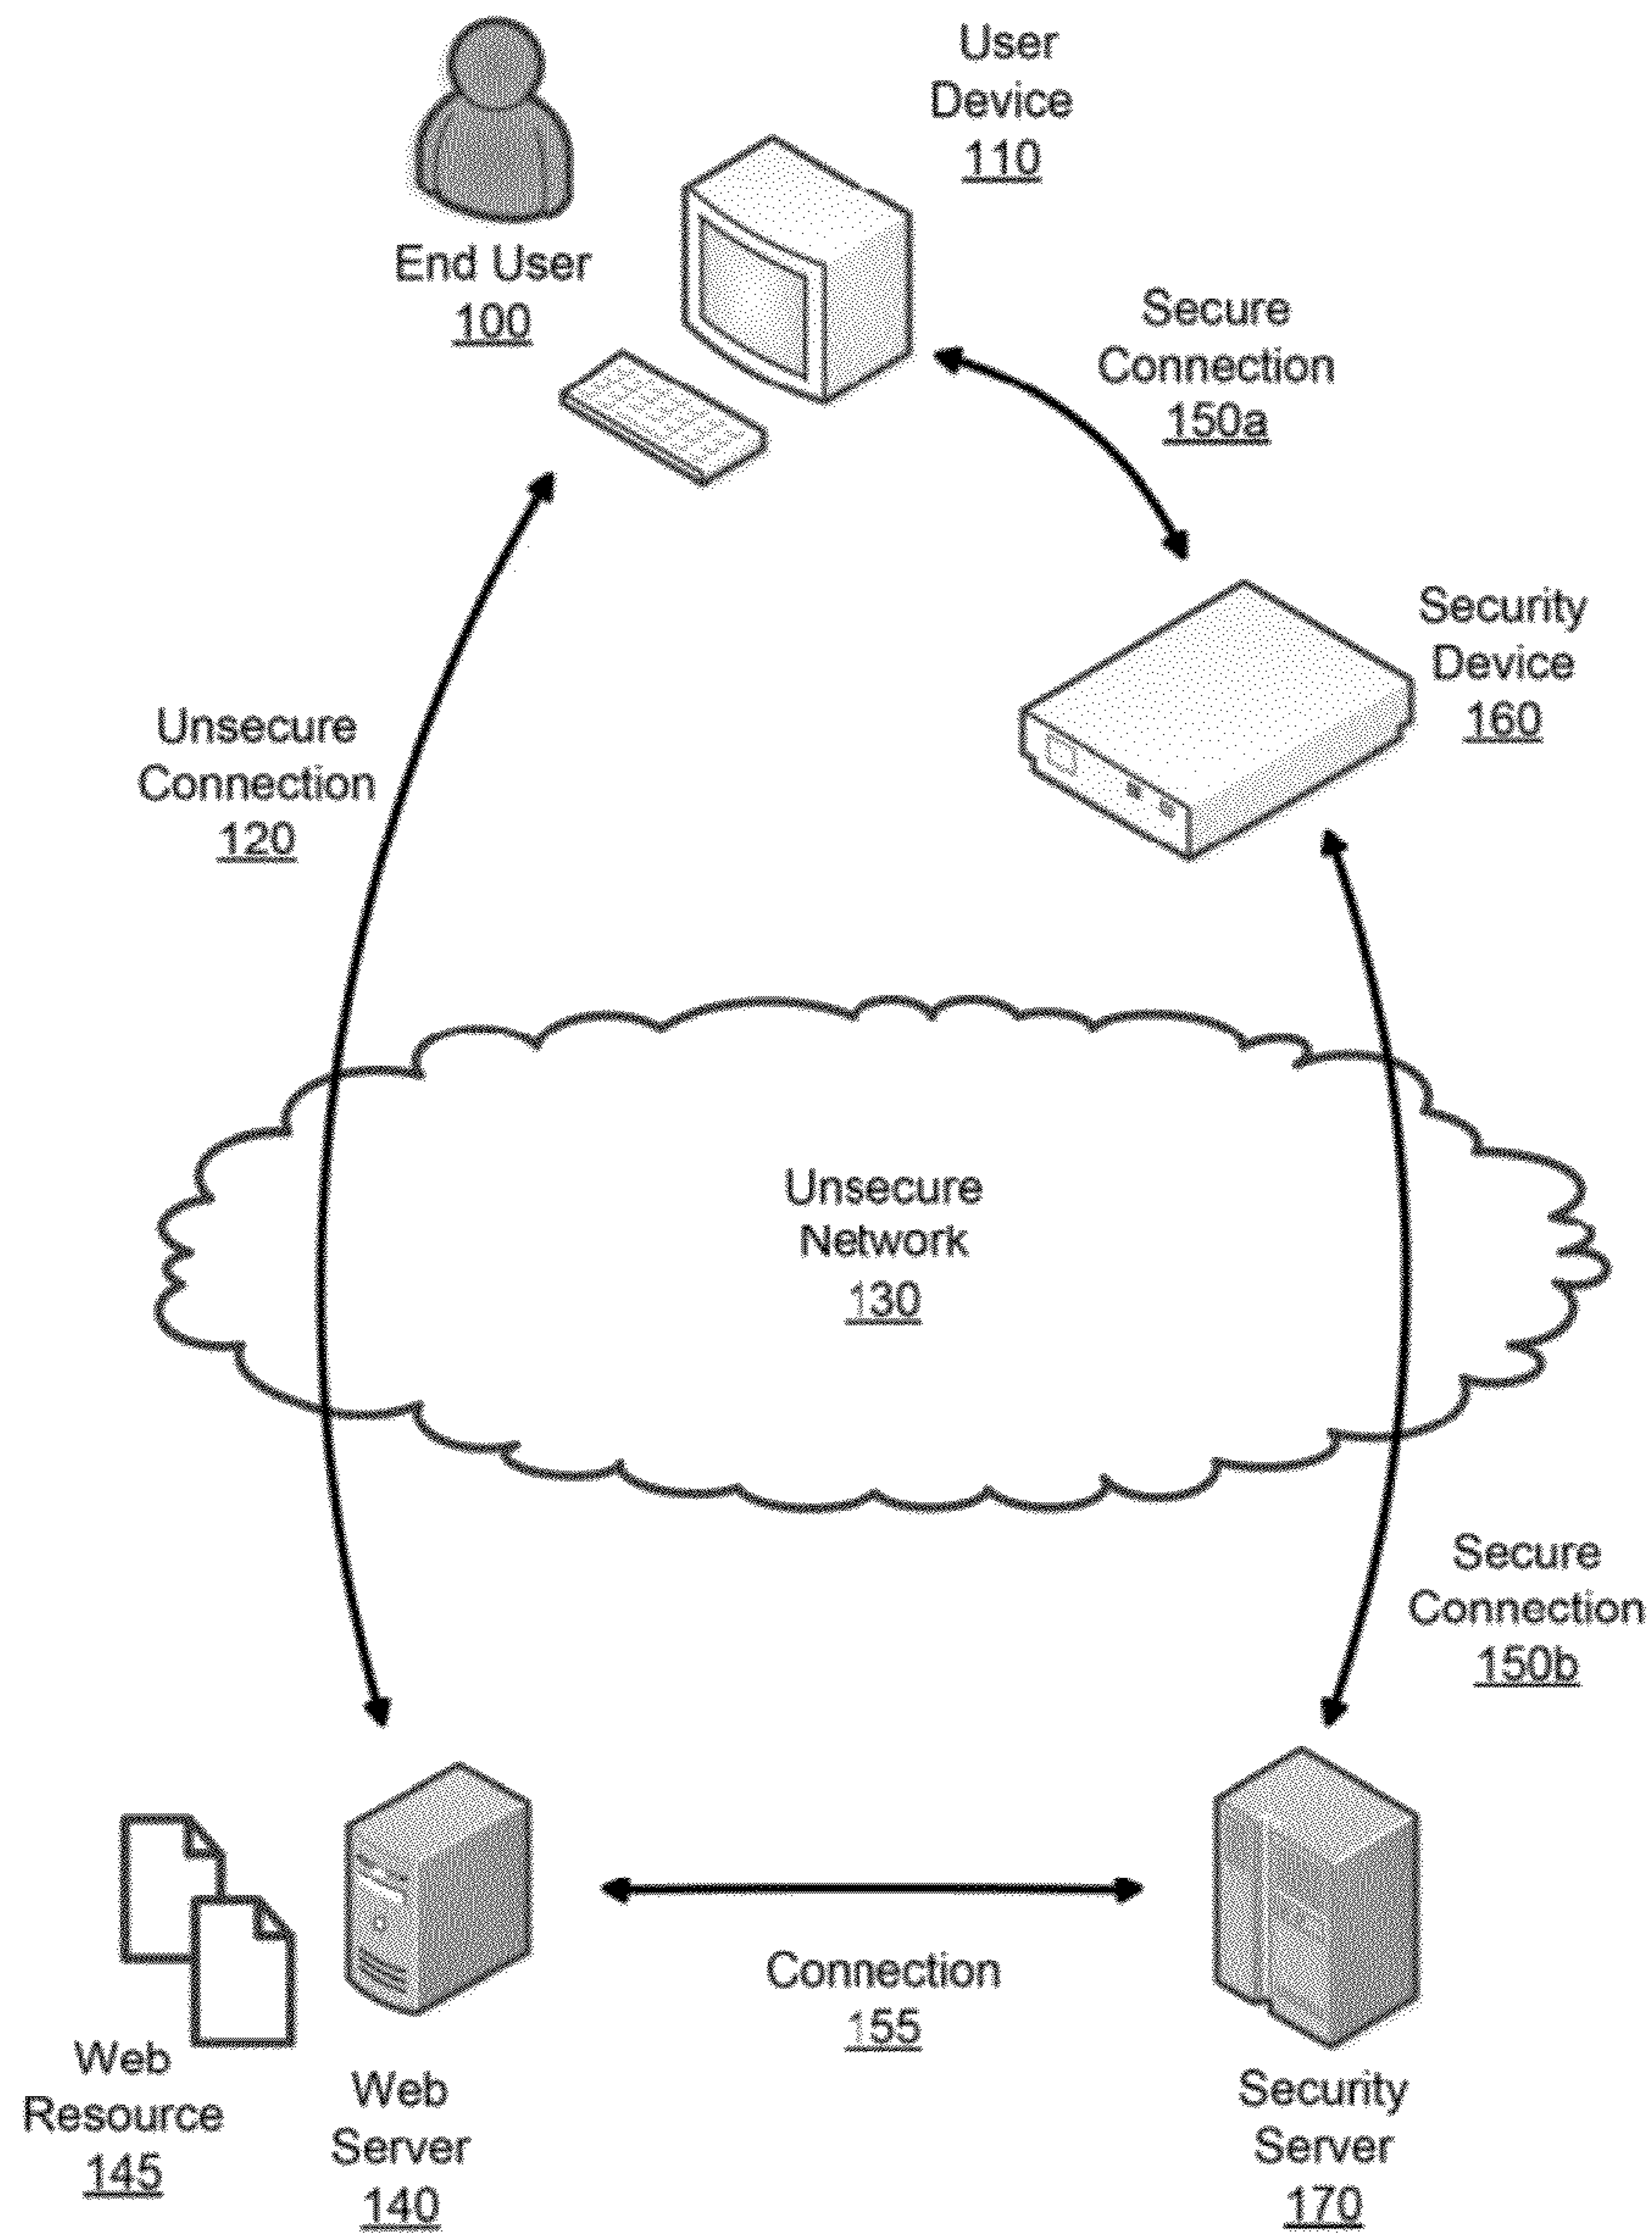 User
Device
110
End User
100
Secure
Connection
150a
Security
Device
160
Unsecure
Connection
120
Unsecure
Network
130
Secure
Connection
150b
Connection
155
Web
Resource
145
Web
Server
140
Security
Server
170